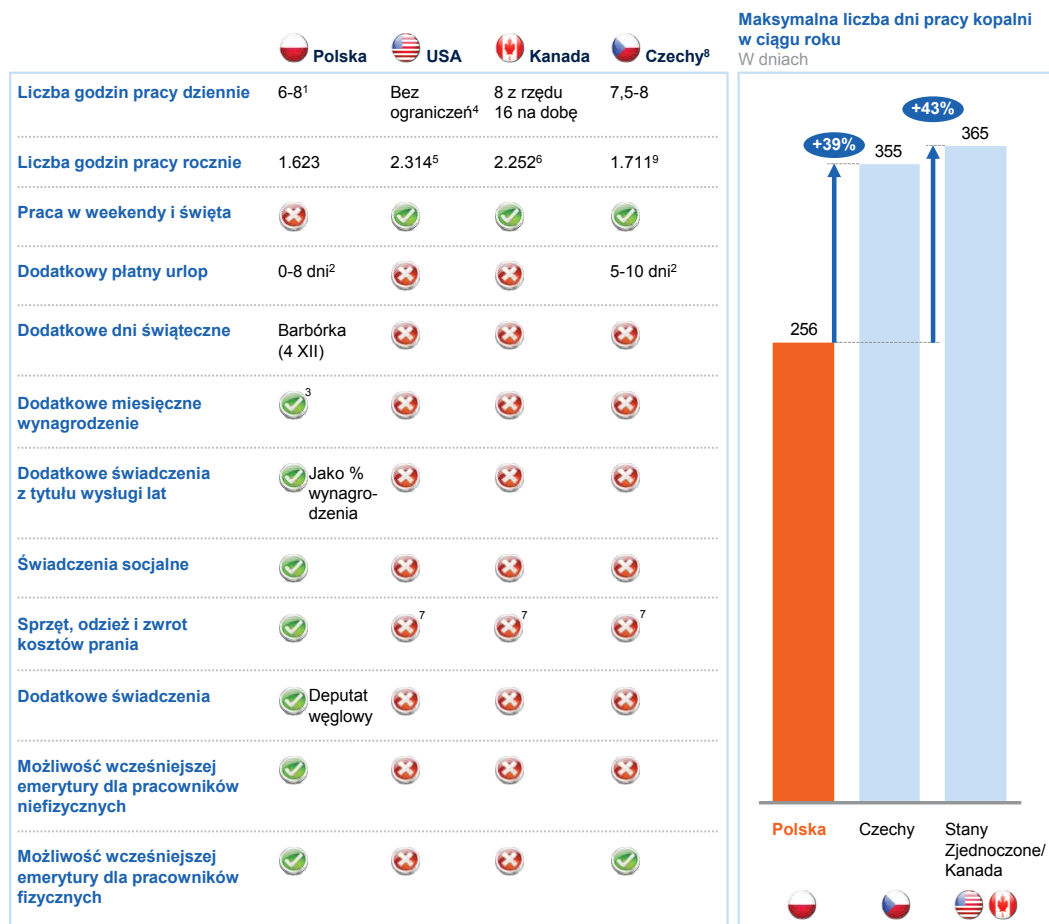 Polska USA Kanada Czechy⁸
Liczba godzin pracy dziennie 6-8¹ Bez ograniczeń⁴ 8 z rzędu 16 na dobę 7,5-8
Liczba godzin pracy rocznie 1.623 2.314⁵ 2.252⁶ 1.711⁹
Praca w weekendy i święta
Dodatkowy płatny urlop 0-8 dni² 5-10 dni²
Dodatkowe dni świąteczne Barbórka
(4 XII)
Dodatkowe miesięczne 3
wynagrodzenie
Dodatkowe świadczenia Jako %
z tytułu wysługi lat wynagro-
dzenia
Świadczenia socjalne
Sprzęt, odzież i zwrot 7 7 7
kosztów prania
Dodatkowe świadczenia Deputat
węglowy
Możliwość wcześniejszej
emerytury dla pracowników
niefizycznych
Możliwość wcześniejszej
emerytury dla pracowników
fizycznych
Maksymalna liczba dni pracy kopalni
w ciągu roku
W dniach
+43%
365
+39%
355
256
Polska Czechy Stany
Zjednoczone/
Kanada